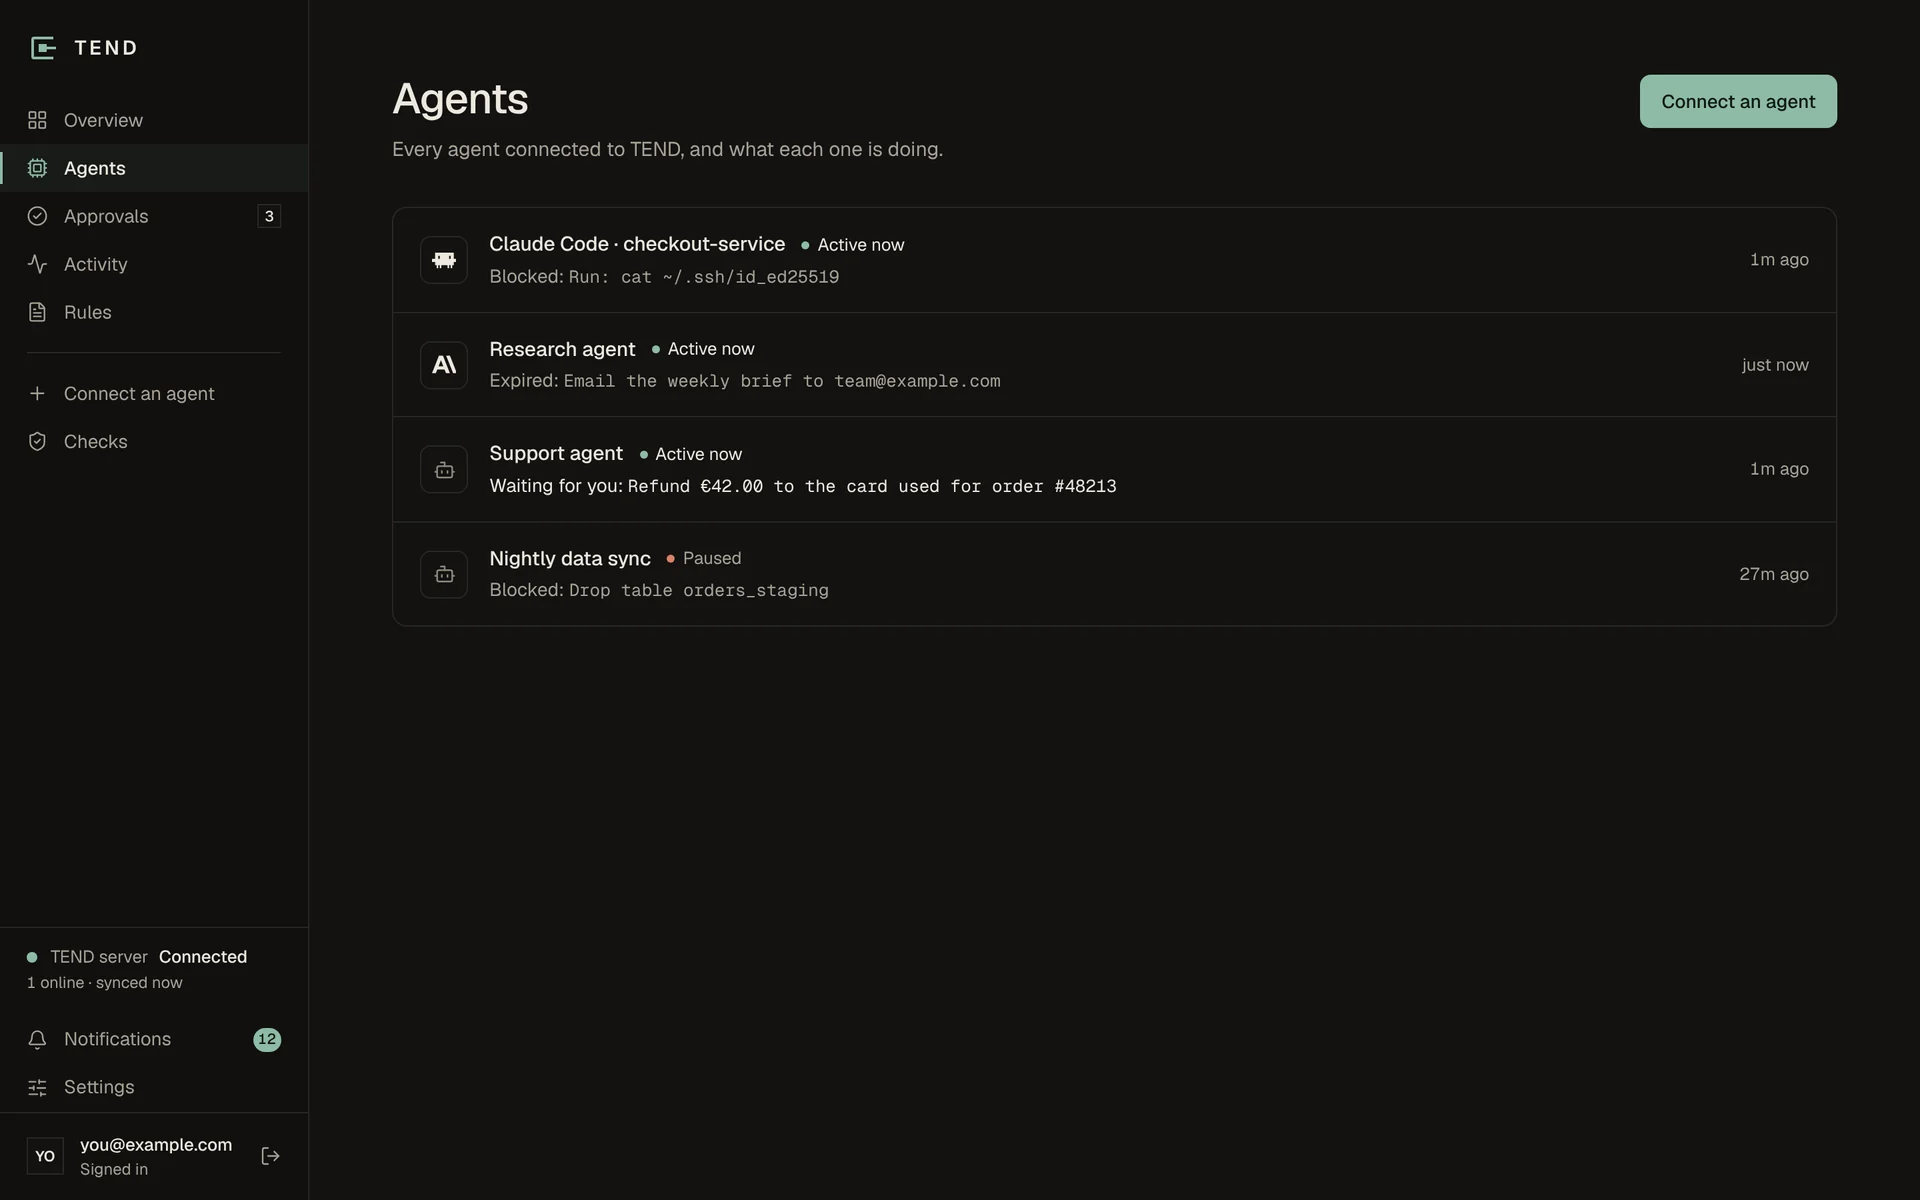 TEND
Overview
Agents
Approvals 3
Activity
Rules
Connect an agent
Checks
TEND server Connected
1 online · synced now
Notifications 12
Settings
YO you@example.com
Signed in
Agents
Every agent connected to TEND, and what each one is doing.
Connect an agent
Claude Code · checkout-service Active now
Blocked: Run: cat ~/.ssh/id_ed25519
1m ago
Research agent Active now
Expired: Email the weekly brief to team@example.com
just now
Support agent Active now
Waiting for you: Refund €42.00 to the card used for order #48213
1m ago
Nightly data sync Paused
Blocked: Drop table orders_staging
27m ago